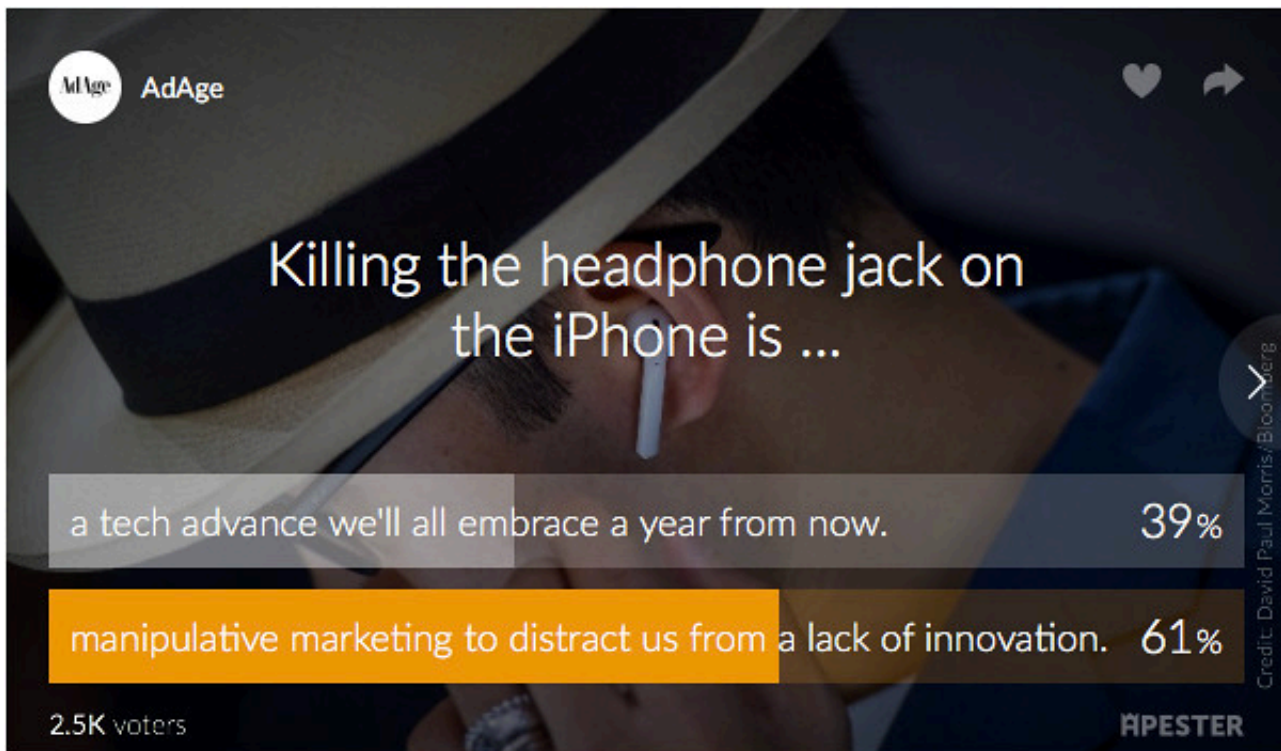 AdAge
AdAge
Killing the headphone jack on
the iPhone is ...
a tech advance we'll all embrace a year from now.
39%
manipulative marketing to distract us from a lack of innovation.
61%
2.5K voters
APESTER
Credit: David Paul Morris/Bloomberg